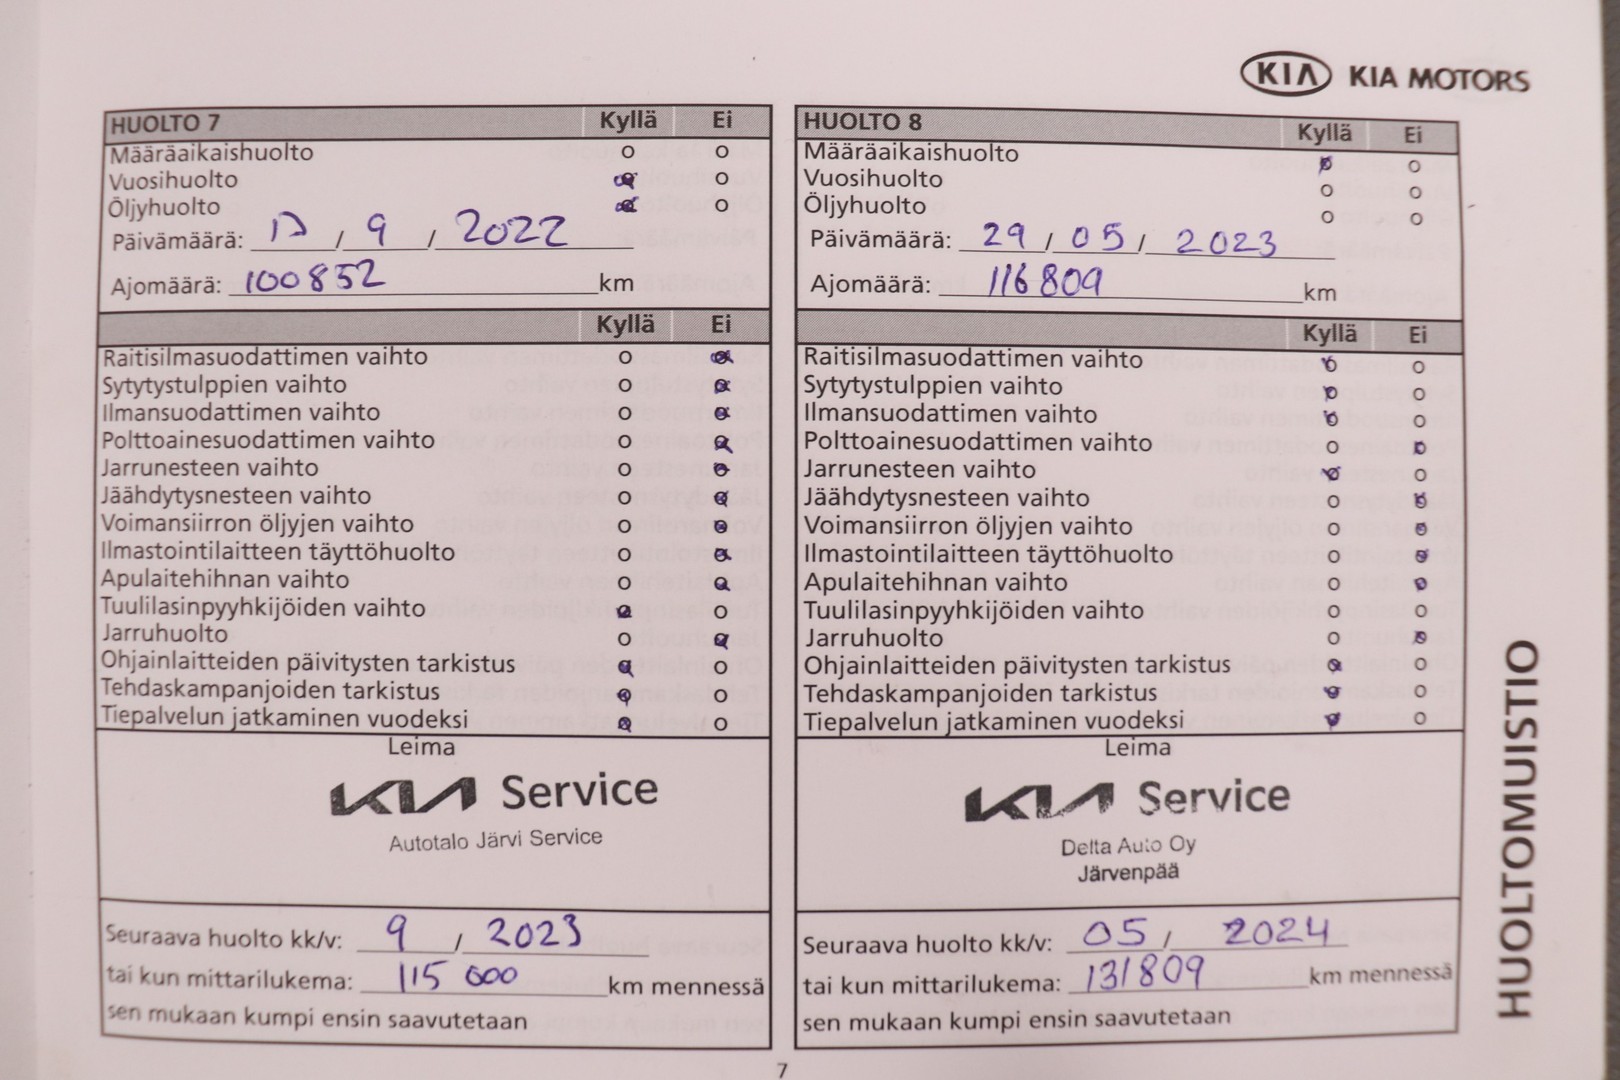 KIA KIA MOTORS
HUOLTO 7 Kyllä Ei
Määräaikaishuolto
Vuosihuolto
Öljyhuolto
Päivämäärä: / 9 / 2022
Ajomäärä: 100852 km
Kyllä Ei
Raitisilmasuodattimen vaihto
Sytytystulppien vaihto
Ilmansuodattimen vaihto
Polttoainesuodattimen vaihto
Jarrunesteen vaihto
Jäähdytysnesteen vaihto
Voimansiirron öljyjen vaihto
Ilmastointilaitteen täyttöhuolto
Apulaitehihnan vaihto
Tuulilasinpyyhkijöiden vaihto
Jarruhuolto
Ohjainlaitteiden päivitysten tarkistus
Tehdaskampanjoiden tarkistus
Tiepalvelun jatkaminen vuodeksi
Leima
KIA Service
Autotalo Järvi Service
Seuraava huolto kk/v: 9 / 2023
tai kun mittarilukema: 115 000 km mennessä
sen mukaan kumpi ensin saavutetaan
HUOLTO 8 Kyllä Ei
Määräaikaishuolto
Vuosihuolto
Öljyhuolto
Päivämäärä: 29 / 05 / 2023
Ajomäärä: 116809 km
Kyllä Ei
Raitisilmasuodattimen vaihto
Sytytystulppien vaihto
Ilmansuodattimen vaihto
Polttoainesuodattimen vaihto
Jarrunesteen vaihto
Jäähdytysnesteen vaihto
Voimansiirron öljyjen vaihto
Ilmastointilaitteen täyttöhuolto
Apulaitehihnan vaihto
Tuulilasinpyyhkijöiden vaihto
Jarruhuolto
Ohjainlaitteiden päivitysten tarkistus
Tehdaskampanjoiden tarkistus
Tiepalvelun jatkaminen vuodeksi
Leima
KIA Service
Delta Auto Oy
Järvenpää
Seuraava huolto kk/v: 05 / 2024
tai kun mittarilukema: 131809 km mennessä
sen mukaan kumpi ensin saavutetaan
HUOLTOMUISTIO
7